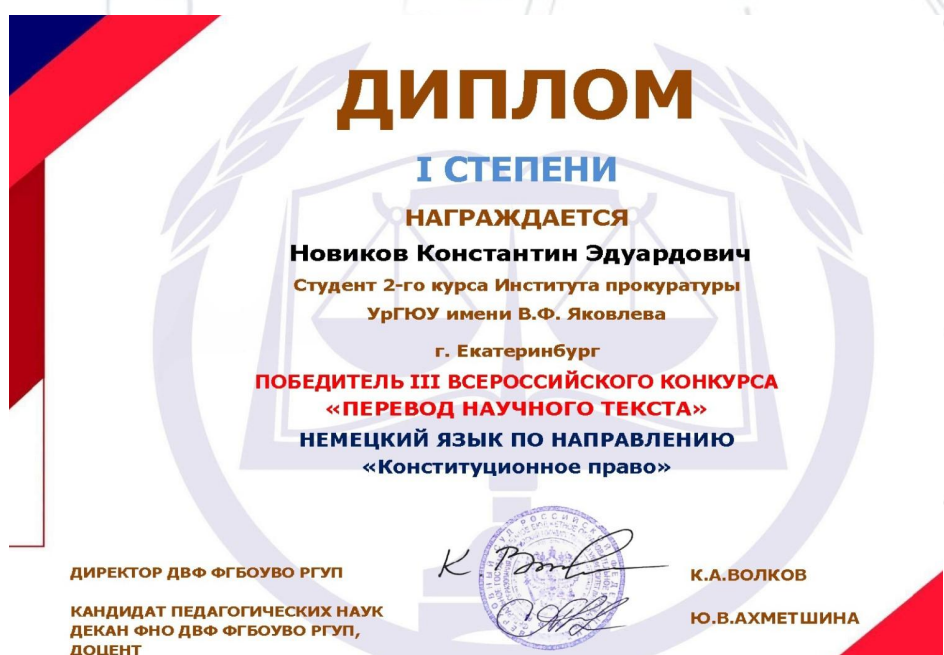 ДИПЛОМ
I СТЕПЕНИ
НАГРАЖДАЕТСЯ
Новиков Константин Эдуардович
Студент 2-го курса Института прокуратуры
УрГЮУ имени В.Ф. Яковлева
г. Екатеринбург
ПОБЕДИТЕЛЬ III ВСЕРОССИЙСКОГО КОНКУРСА
«ПЕРЕВОД НАУЧНОГО ТЕКСТА»
НЕМЕЦКИЙ ЯЗЫК ПО НАПРАВЛЕНИЮ
«Конституционное право»
ДИРЕКТОР ДВФ ФГБОУВО РГУП
К.А.ВОЛКОВ
КАНДИДАТ ПЕДАГОГИЧЕСКИХ НАУК
ДЕКАН ФНО ДВФ ФГБОУВО РГУП,
ДОЦЕНТ
Ю.В.АХМЕТШИНА